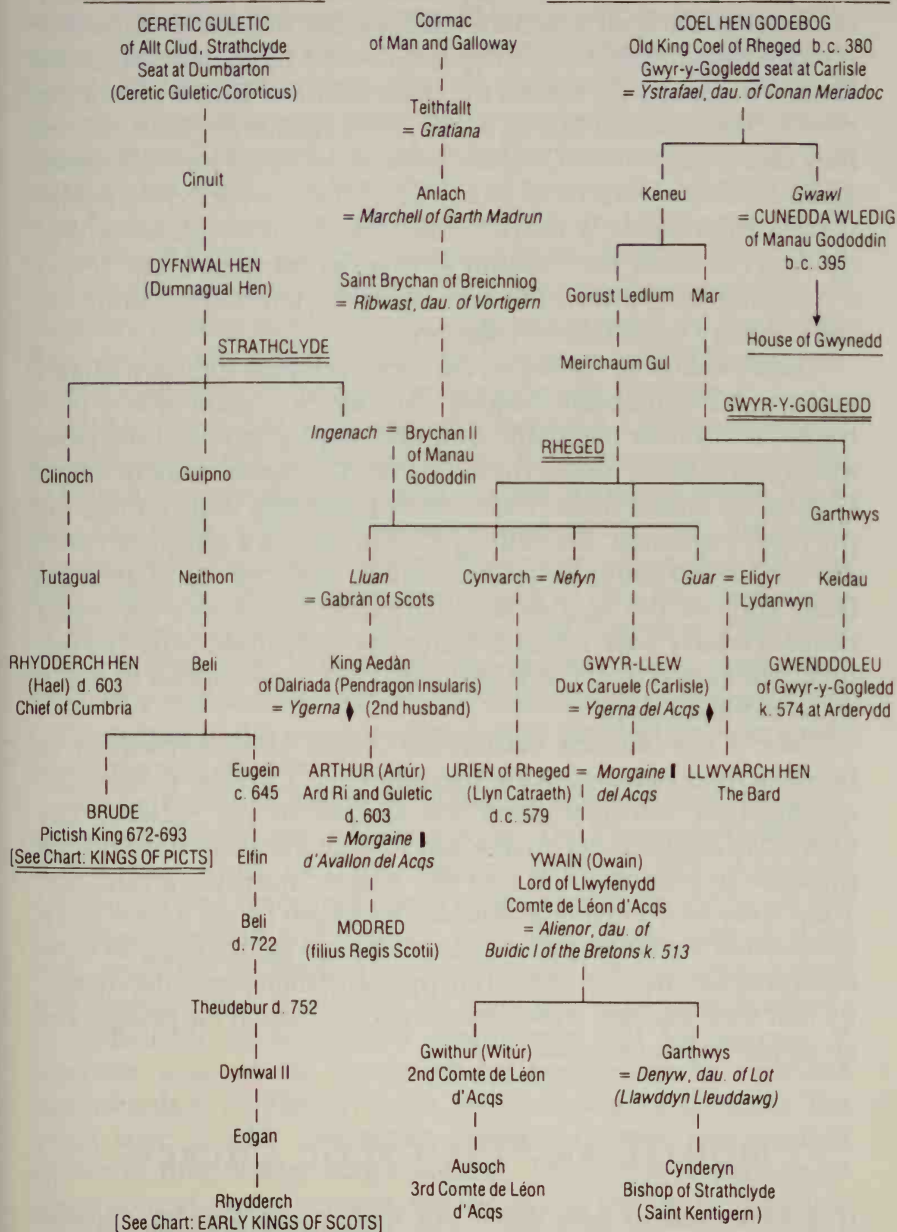 CERETIC GULETIC
of Allt Clud, Strathclyde
Seat at Dumbarton
(Ceretic Guletic/Coroticus)
Cormac
of Man and Galloway
COEL HEN GODEBOG
Old King Coel of Rheged b.c. 380
Gwyr-y-Gogledd seat at Carlisle
= Ystrafael, dau. of Conan Meriadoc
Teithfallt
= Gratiana
Cinuit
Anlach
= Marchell of Garth Madrun
Keneu
Gwawl
= CUNEDDA WLEDIG
of Manau Gododdin
b.c. 395
DYFNWAL HEN
(Dumnagual Hen)
Saint Brychan of Breichniog
= Ribwast, dau. of Vortigern
Gorust Ledlum
Mar
House of Gwynedd
STRATHCLYDE
Meirchaum Gul
GWYR-Y-GOGLEDD
Ingenach = Brychan II
of Manau
Gododdin
RHEGED
Clinoch
Guipno
Garthwys
Tutagual
Neithon
Lluan
= Gabràn of Scots
Cynvarch = Nefyn
Guar = Elidyr
Lydanwyn
Keidau
RHYDDERCH HEN
(Hael) d. 603
Chief of Cumbria
Beli
King Aedàn
of Dalriada (Pendragon Insularis)
= Ygerna ♦ (2nd husband)
GWYR-LLEW
Dux Caruele (Carlisle)
= Ygerna del Acqs ♦
GWENDDOLEU
of Gwyr-y-Gogledd
k. 574 at Arderydd
BRUDE
Pictish King 672-693
[See Chart: KINGS OF PICTS]
Eugein
c. 645
ARTHUR (Artúr)
Ard Ri and Guletic
d. 603
= Morgaine ▮
d'Avallon del Acqs
URIEN of Rheged = Morgaine ▮
(Llyn Catraeth) del Acqs
d.c. 579
LLWYARCH HEN
The Bard
Elfin
YWAIN (Owain)
Lord of Llwyfenydd
Comte de Léon d'Acqs
= Alienor, dau. of
Buidic I of the Bretons k. 513
Beli
d. 722
MODRED
(filius Regis Scotii)
Theudebur d. 752
Dyfnwal II
Gwithur (Witúr)
2nd Comte de Léon
d'Acqs
Garthwys
= Denyw, dau. of Lot
(Llawddyn Lleuddawg)
Eogan
Ausoch
3rd Comte de Léon
d'Acqs
Cynderyn
Bishop of Strathclyde
(Saint Kentigern)
Rhydderch
[See Chart: EARLY KINGS OF SCOTS]